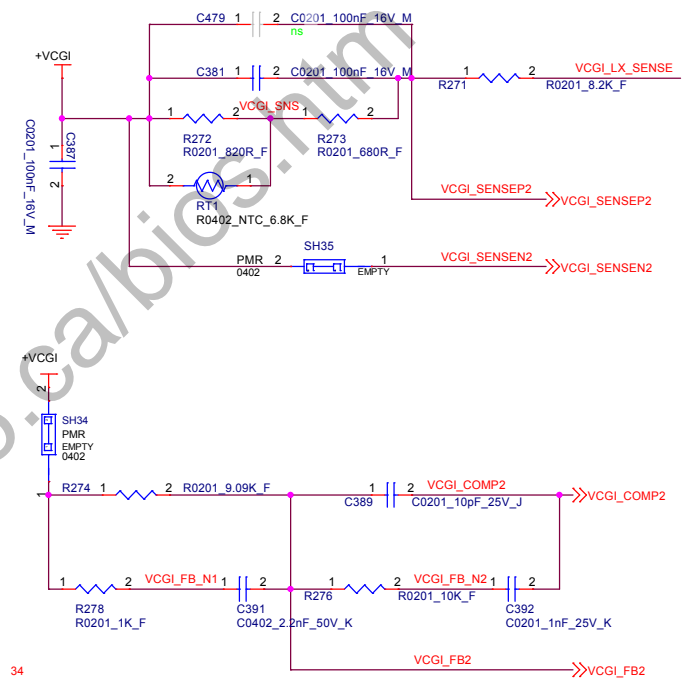 C479 1 2 C0201_100nF_16V_M
ns
+VCGI
C381 1 2 C0201_100nF_16V_M
VCGI_LX_SENSE
R271 1 2 R0201_8.2K_F
VCGI_SNS
1 2 1 2
R272 R273
R0201_820R_F R0201_680R_F
C387
C0201_100nF_16V_M
1 2
2 1
RT1
R0402_NTC_6.8K_F
VCGI_SENSEP2
VCGI_SENSEP2
SH35
PMR 2 1
0402 EMPTY
VCGI_SENSEN2
VCGI_SENSEN2
+VCGI
2
SH34
PMR
EMPTY
0402
1
R274 1 2 R0201_9.09K_F
1 2 VCGI_COMP2
C389 C0201_10pF_25V_J
VCGI_COMP2
1 2 VCGI_FB_N1 1 2
R278 C391
R0201_1K_F C0402_2.2nF_50V_K
1 2 VCGI_FB_N2 1 2
R276 R0201_10K_F C392
C0201_1nF_25V_K
VCGI_FB2
VCGI_FB2
34
s.ca/bios.htm